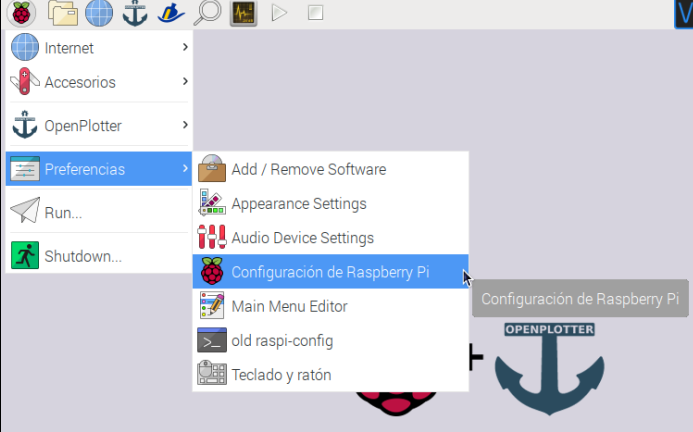 Internet
Accesorios
OpenPlotter
Preferencias
Run...
Shutdown...
Add / Remove Software
Appearance Settings
Audio Device Settings
Configuración de Raspberry Pi
Main Menu Editor
old raspi-config
Teclado y ratón
Configuración de Raspberry Pi
OPENPLOTTER
+